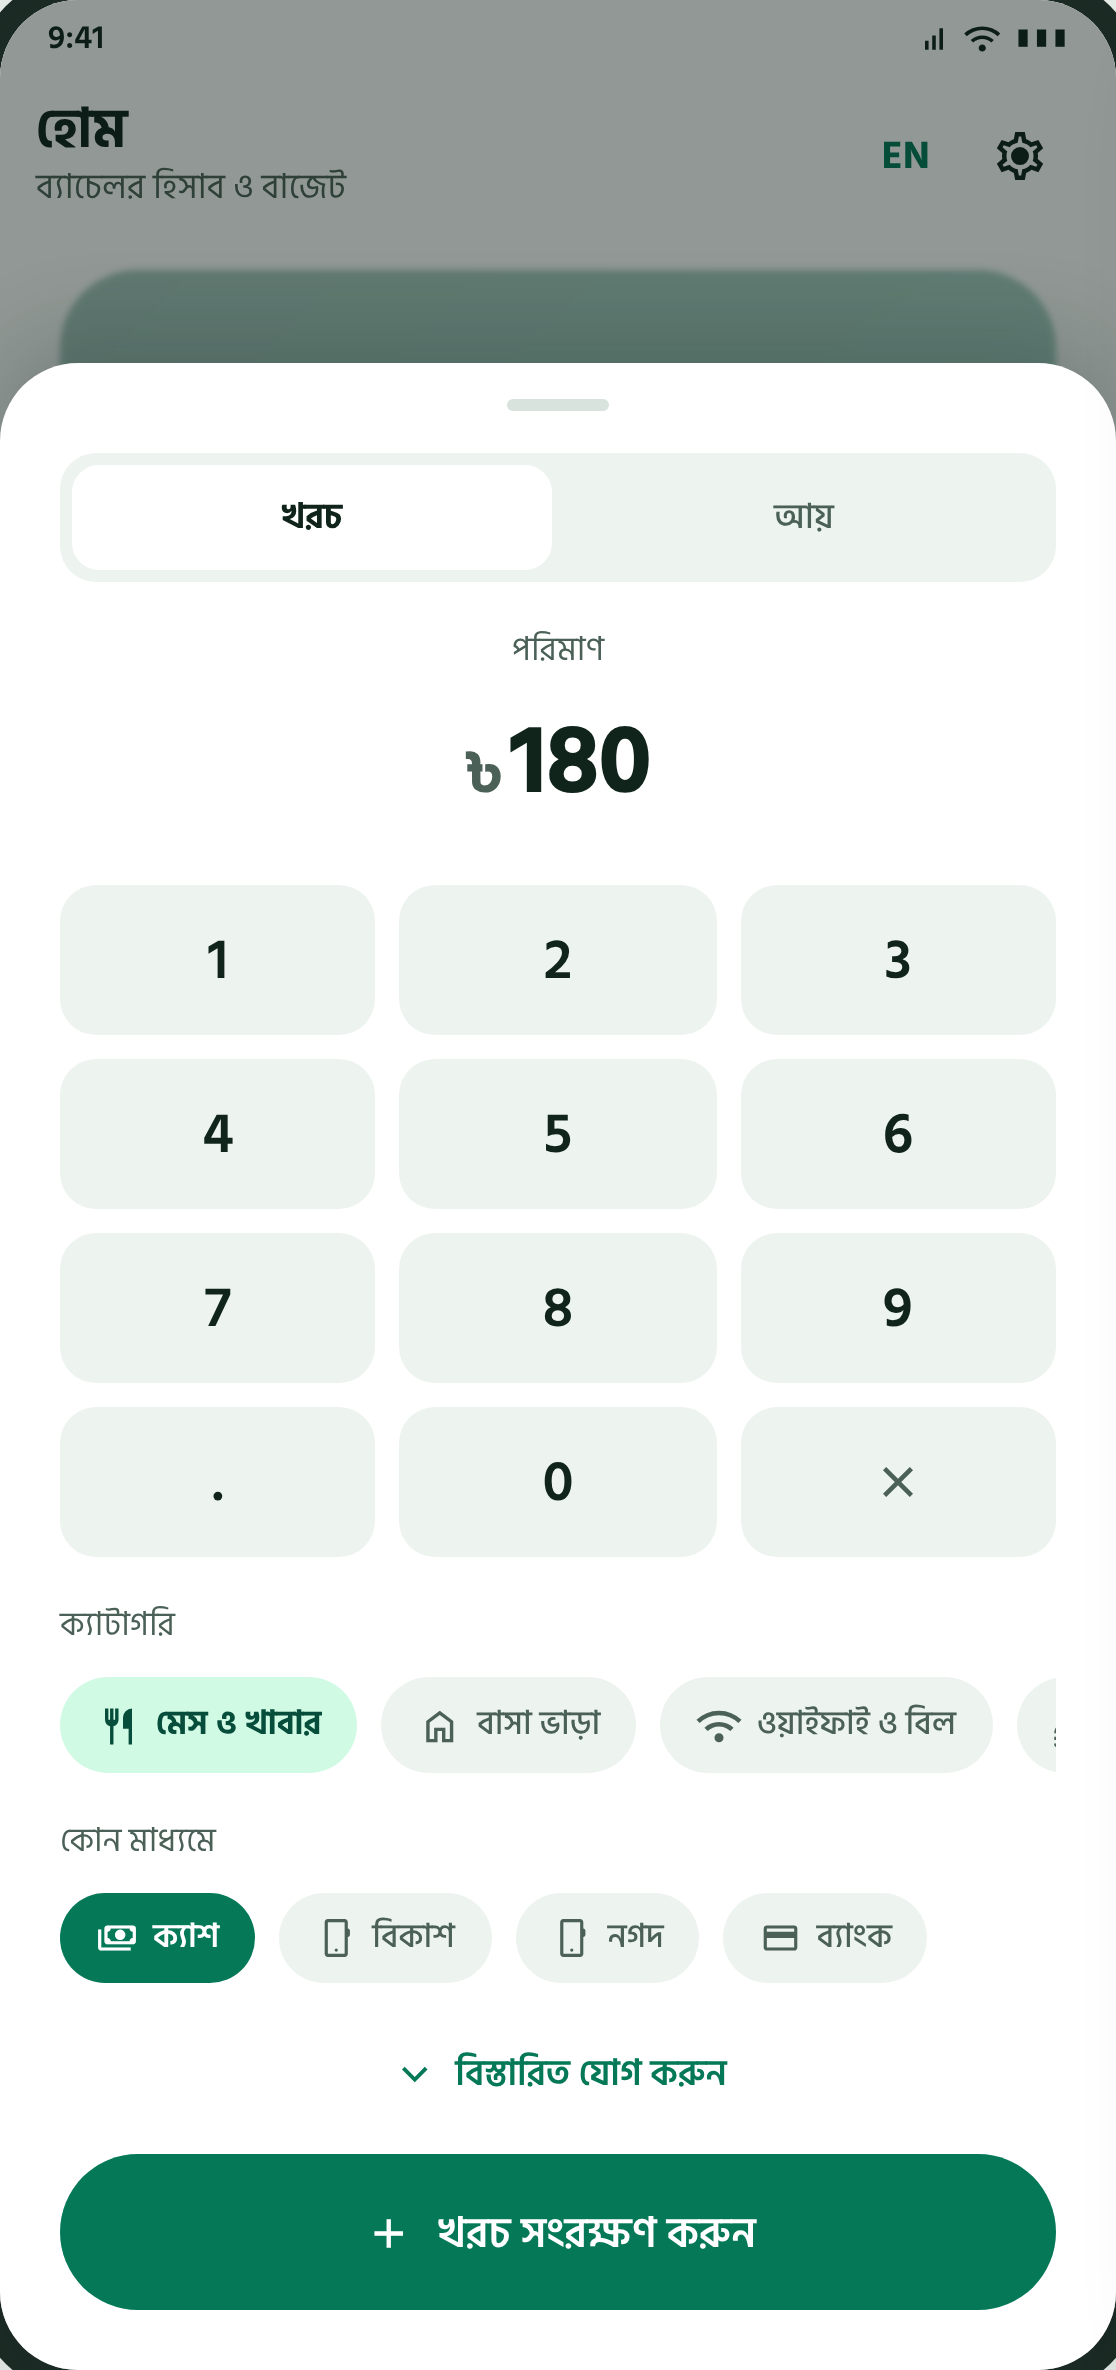 9:41
হোম
ব্যাচেলর হিসাব ও বাজেট
EN
খরচ
আয়
পরিমাণ
৳180
1 2 3
4 5 6
7 8 9
. 0 ×
ক্যাটাগরি
মেস ও খাবার
বাসা ভাড়া
ওয়াইফাই ও বিল
কোন মাধ্যমে
ক্যাশ
বিকাশ
নগদ
ব্যাংক
বিস্তারিত যোগ করুন
+ খরচ সংরক্ষণ করুন